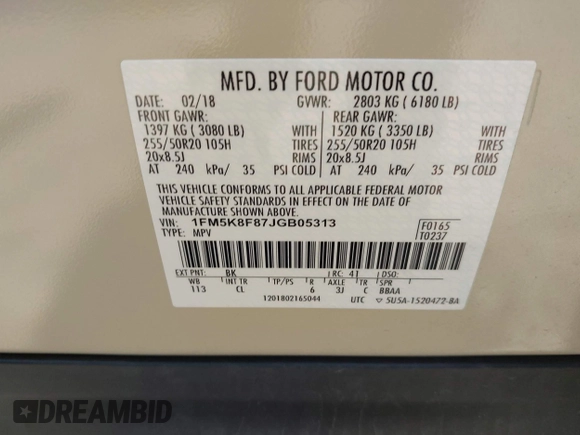 MFD. BY FORD MOTOR CO.
DATE: 02/18 GVWR: 2803 KG ( 6180 LB)
FRONT GAWR: REAR GAWR:
1397 KG ( 3080 LB) WITH 1520 KG ( 3350 LB) WITH
255/50R20 105H TIRES 255/50R20 105H TIRES
20x8.5J RIMS 20x8.5J RIMS
AT 240 kPa/ 35 PSI COLD AT 240 kPa/ 35 PSI COLD
THIS VEHICLE CONFORMS TO ALL APPLICABLE FEDERAL MOTOR
VEHICLE SAFETY STANDARDS IN EFFECT ON THE DATE OF
MANUFACTURE SHOWN ABOVE.
VIN: 1FM5K8F87JGB05313 F0165
TYPE: MPV T0237
EXT PNT: BK RC: 41 DSO:
WB INT TR TP/PS R AXLE TR SPR
113 CL 6 3J C BBAA
1201802165044 UTC ▽ 5U5A-1520472-BA
DREAMBID